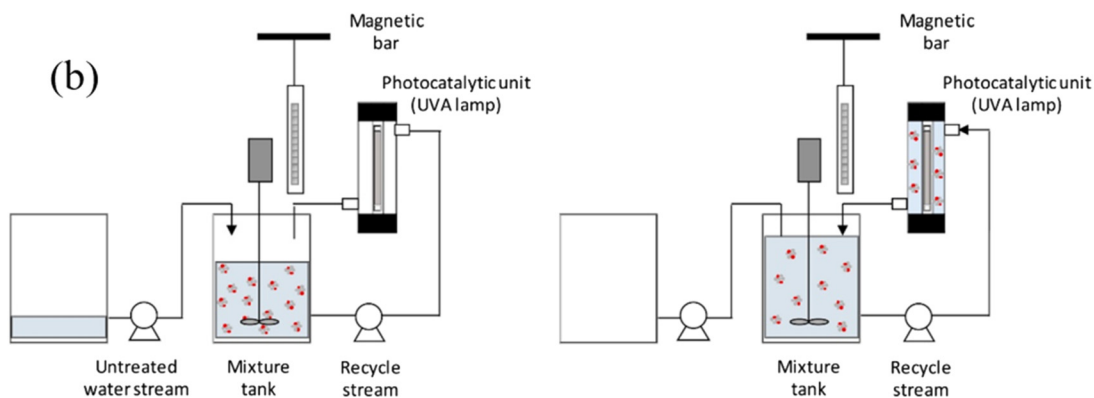 (b)
Magnetic
bar
Photocatalytic unit
(UVA lamp)
Untreated
water stream
Mixture
tank
Recycle
stream
Magnetic
bar
Photocatalytic unit
(UVA lamp)
Mixture
tank
Recycle
stream